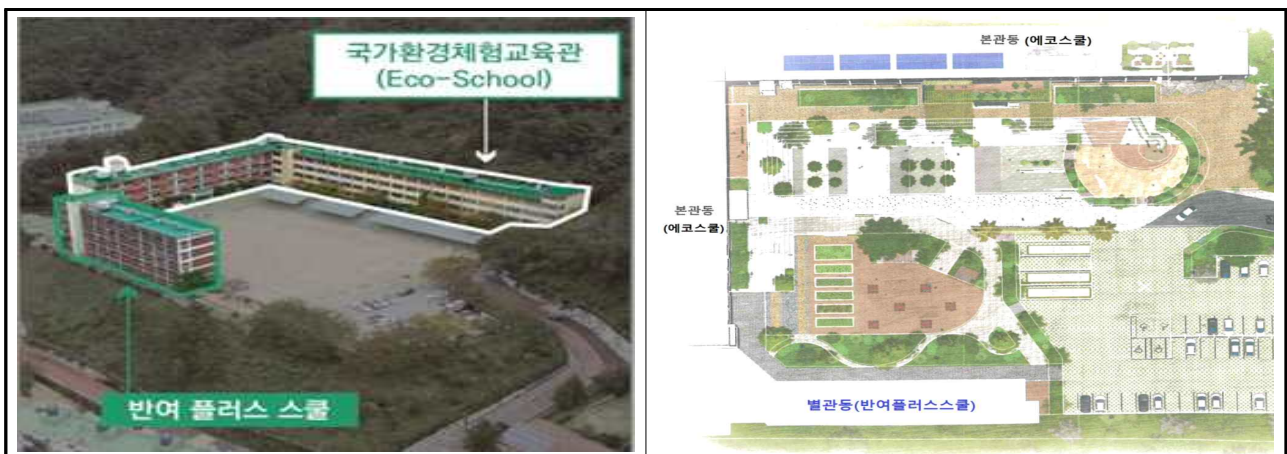 국가환경체험교육관
(Eco-School)
반여 플러스 스쿨
본관동 (에코스쿨)
본관동
(에코스쿨)
별관동(반여플러스스쿨)